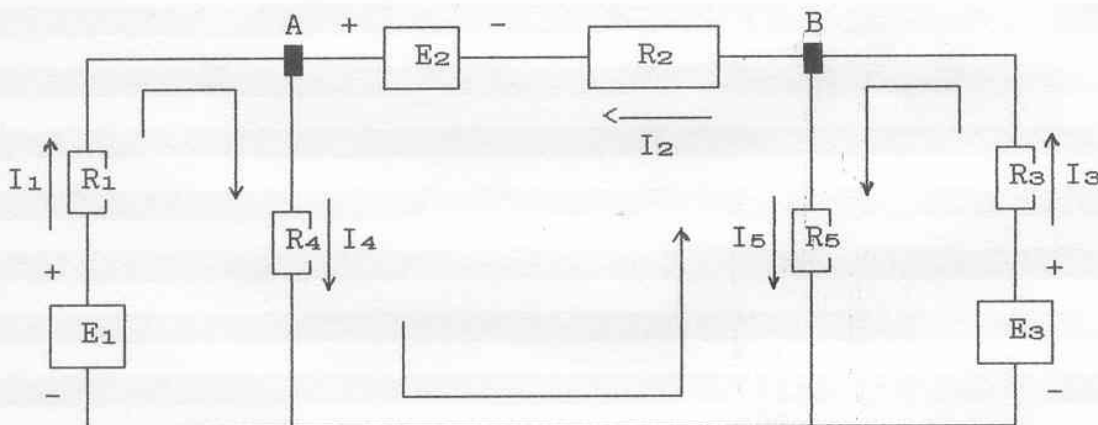 A + - B
E2 R2
I2
I1 R1 R3 I3
R4 I4 I5 R5
+ +
E1 E3
- -